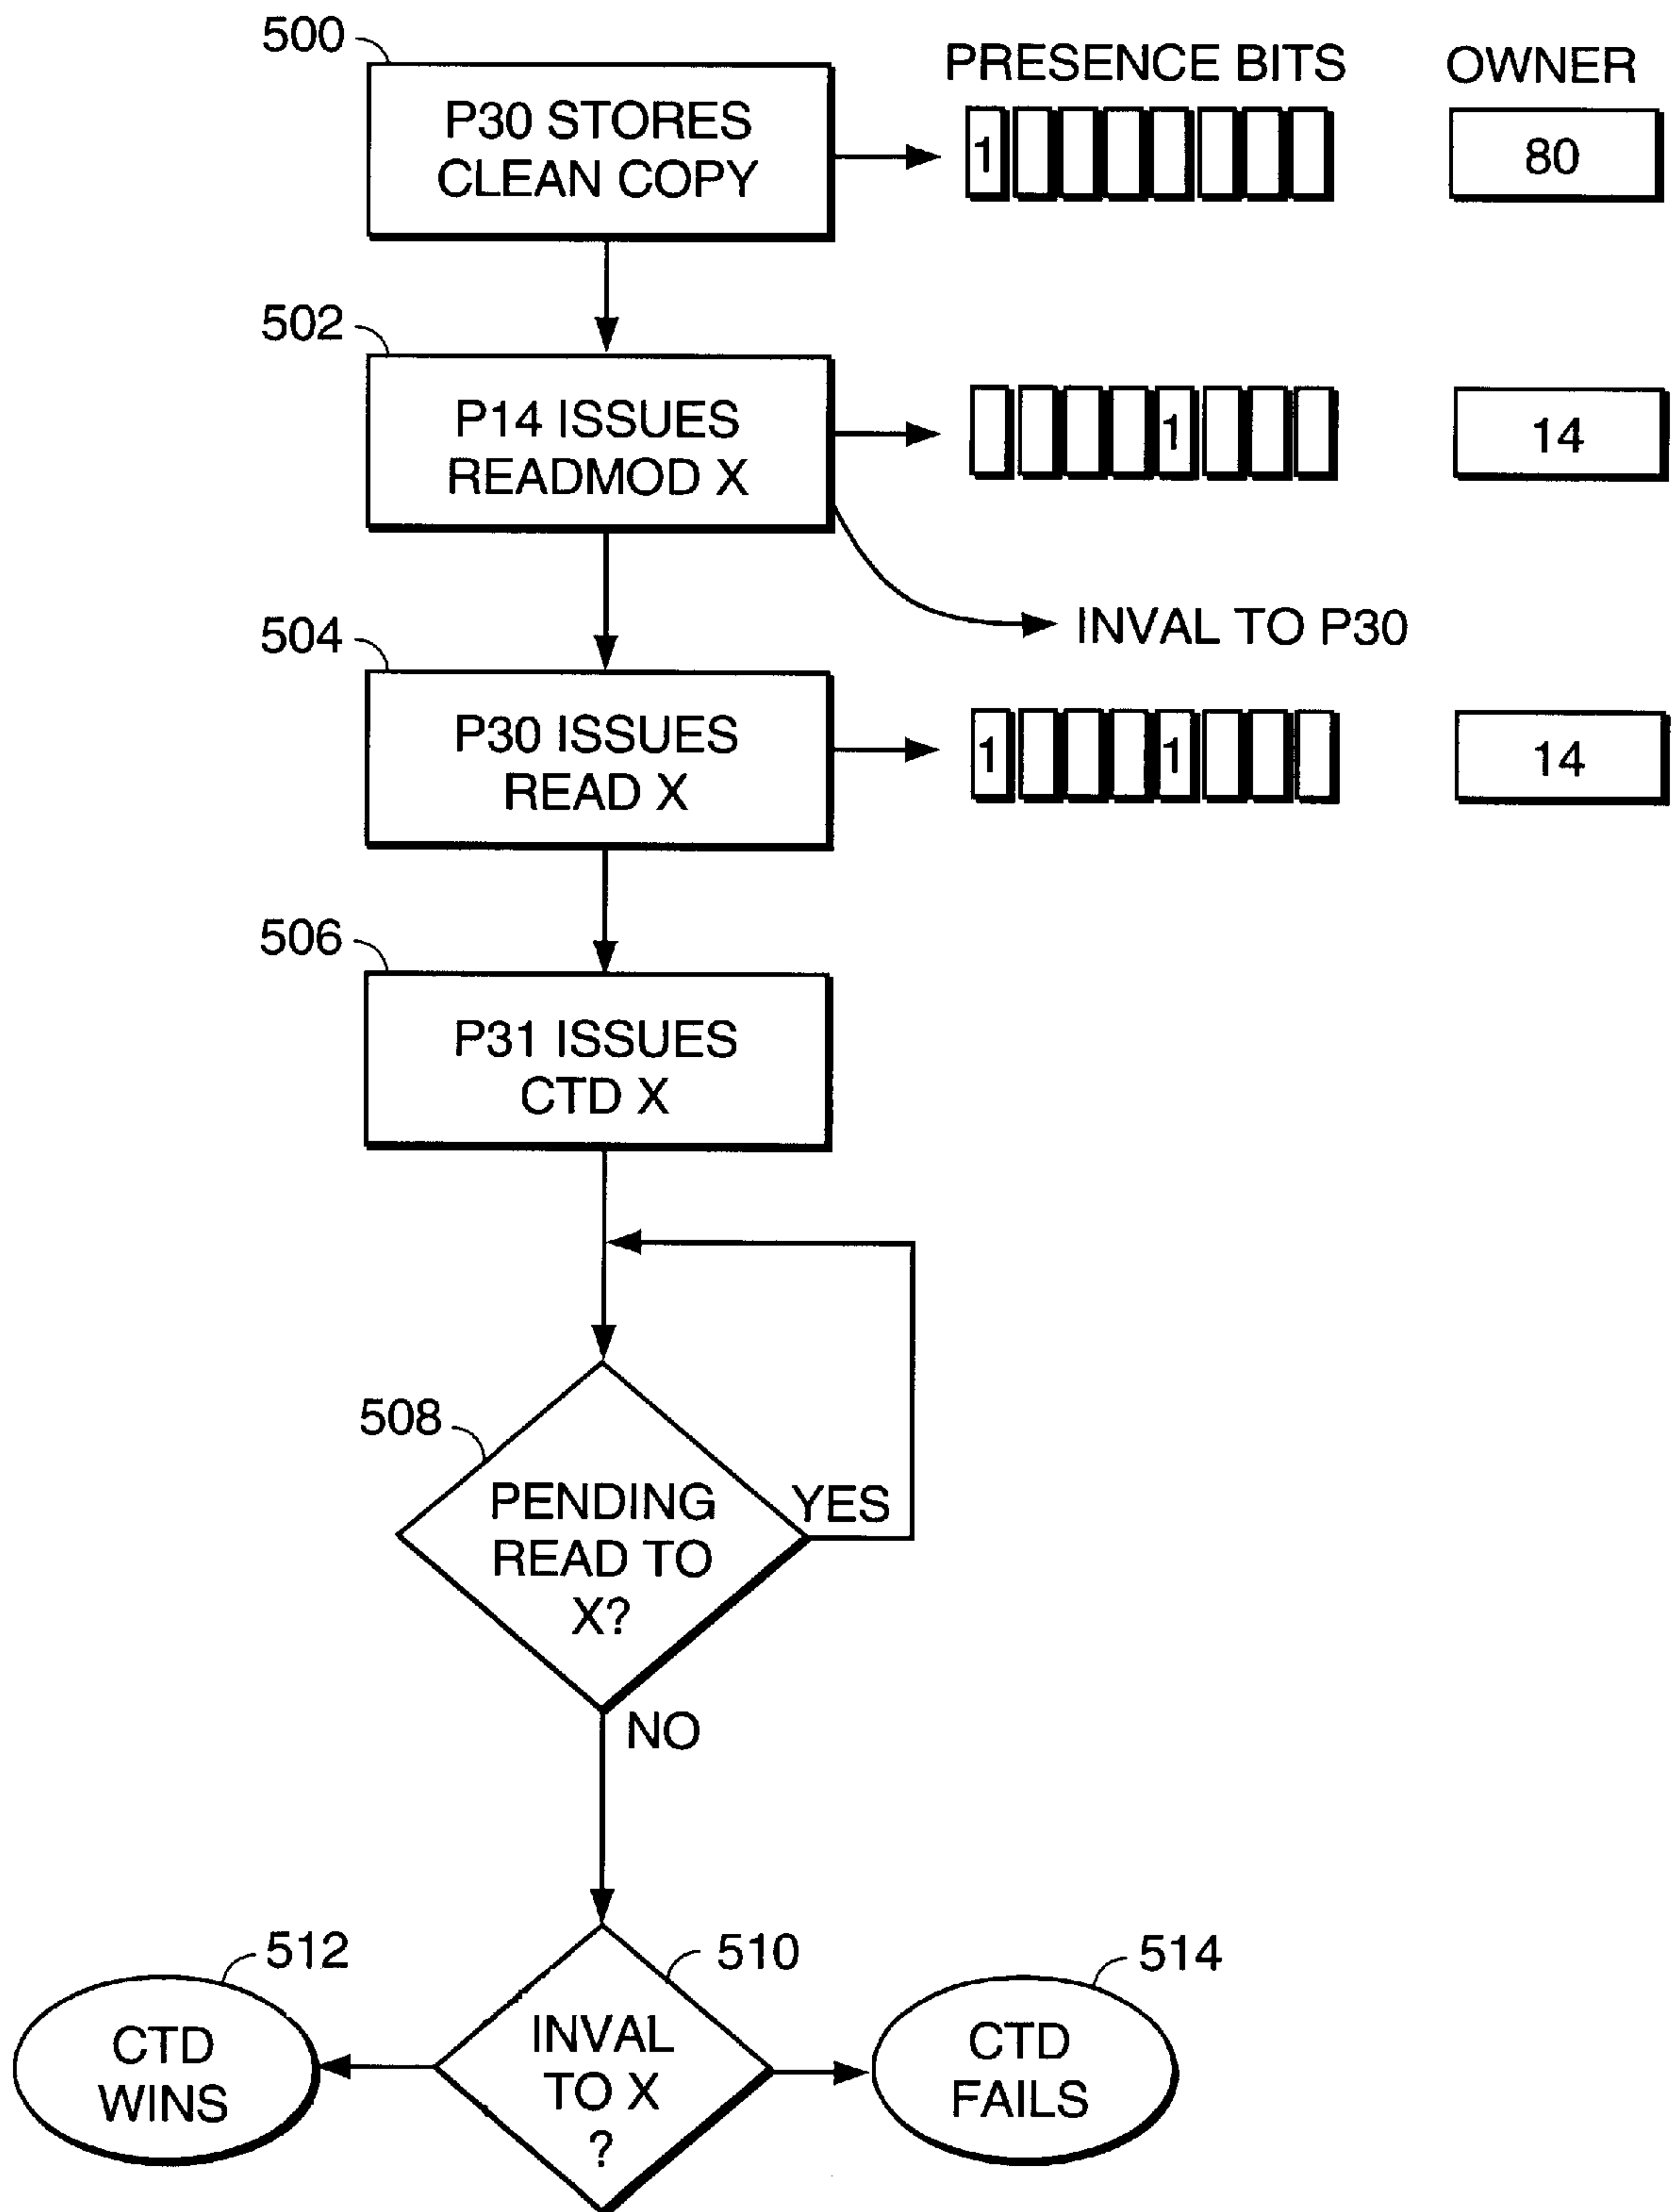 500
PRESENCE BITS
OWNER
P30 STORES
CLEAN COPY
1
80
502
P14 ISSUES
READMOD X
1
14
INVAL TO P30
504
P30 ISSUES
READ X
1 1
14
506
P31 ISSUES
CTD X
508
PENDING
READ TO
X?
YES
NO
512
510
514
CTD
WINS
INVAL
TO X
?
CTD
FAILS